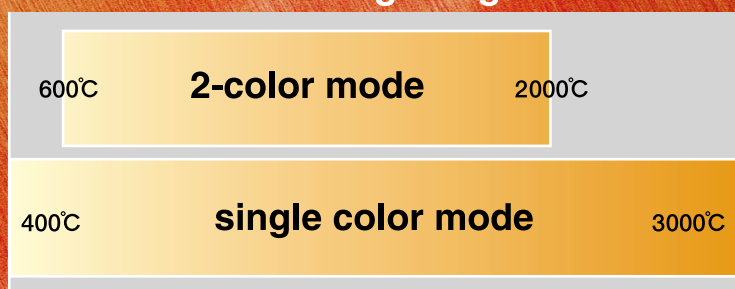 2-color mode
600℃ 2000℃
single color mode
400℃ 3000℃